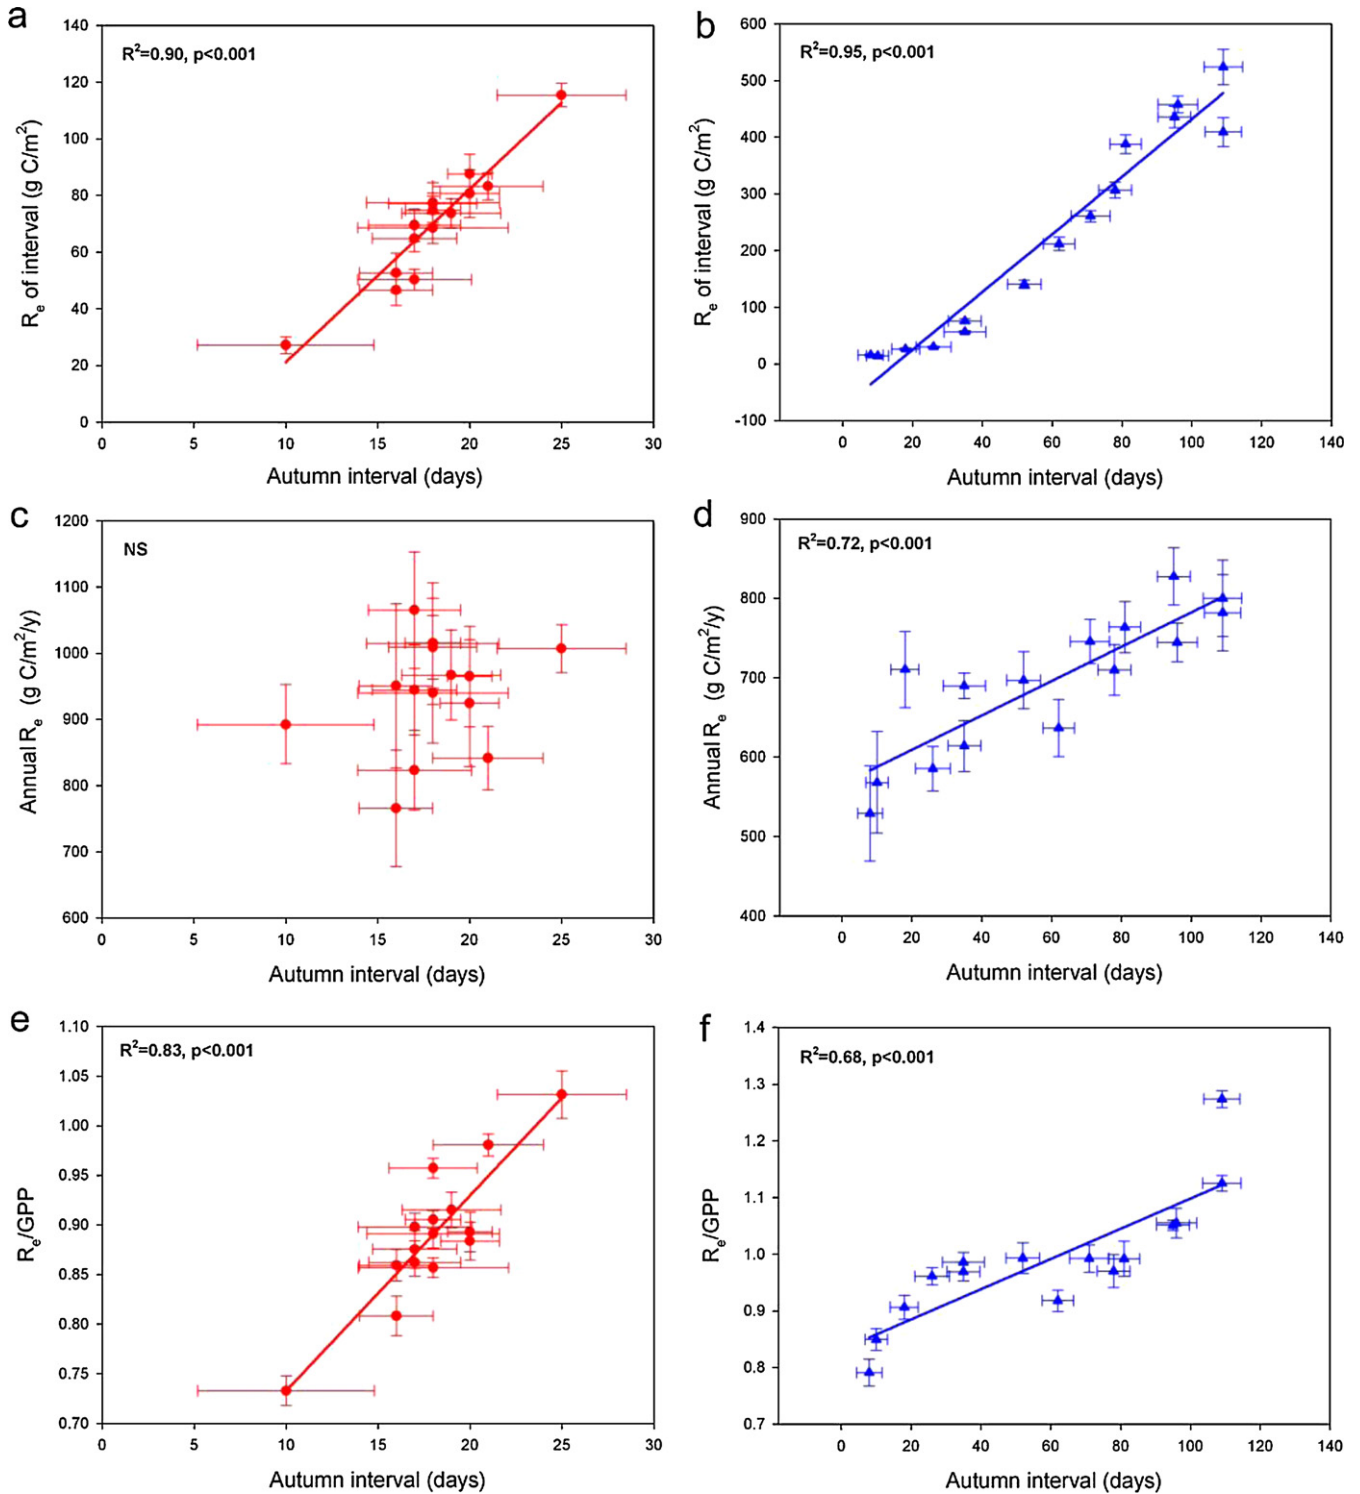 a
R²=0.90, p<0.001
Rₑ of interval (g C/m²)
140
120
100
80
60
40
20
0
0 5 10 15 20 25 30
Autumn interval (days)
b
R²=0.95, p<0.001
Rₑ of interval (g C/m²)
600
500
400
300
200
100
0
-100
0 20 40 60 80 100 120 140
Autumn interval (days)
c
NS
Annual Rₑ (g C/m²/y)
1200
1100
1000
900
800
700
600
0 5 10 15 20 25 30
Autumn interval (days)
d
R²=0.72, p<0.001
Annual Rₑ (g C/m²/y)
900
800
700
600
500
400
0 20 40 60 80 100 120 140
Autumn interval (days)
e
R²=0.83, p<0.001
Rₑ/GPP
1.10
1.05
1.00
0.95
0.90
0.85
0.80
0.75
0.70
0 5 10 15 20 25 30
Autumn interval (days)
f
R²=0.68, p<0.001
Rₑ/GPP
1.4
1.3
1.2
1.1
1.0
0.9
0.8
0.7
0 20 40 60 80 100 120 140
Autumn interval (days)